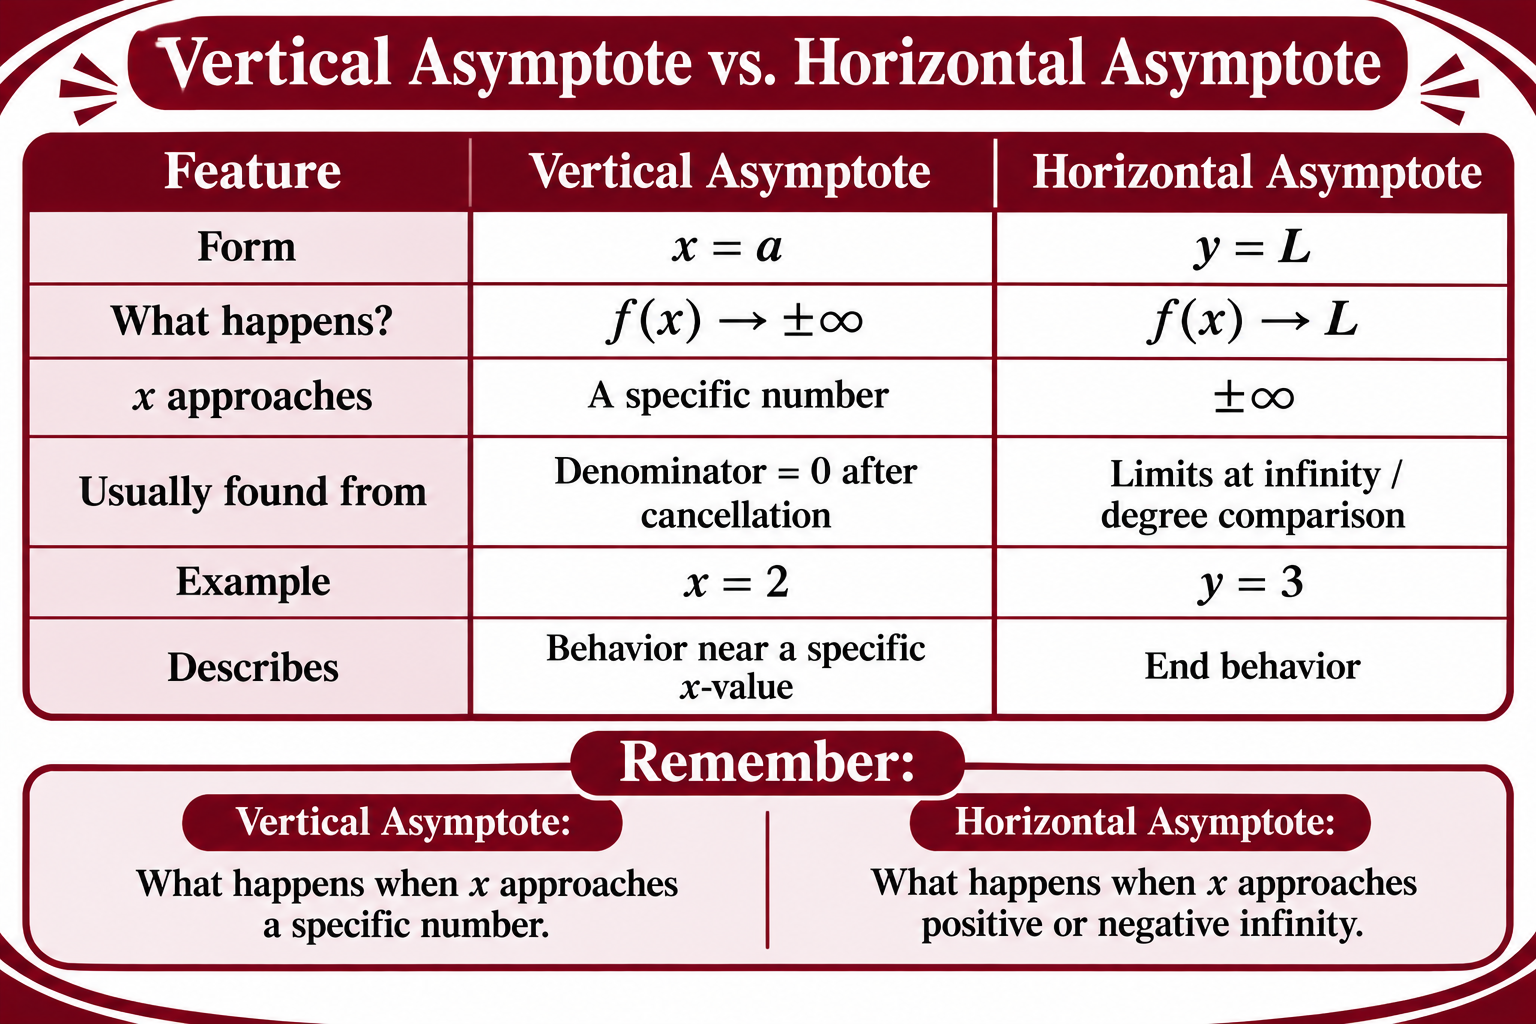 Vertical Asymptote vs. Horizontal Asymptote
Feature
Vertical Asymptote
Horizontal Asymptote
Form
x = a
y = L
What happens?
f(x) → ±∞
f(x) → L
x approaches
A specific number
±∞
Usually found from
Denominator = 0 after
cancellation
Limits at infinity /
degree comparison
Example
x = 2
y = 3
Describes
Behavior near a specific
x-value
End behavior
Remember:
Vertical Asymptote:
What happens when x approaches
a specific number.
Horizontal Asymptote:
What happens when x approaches
positive or negative infinity.